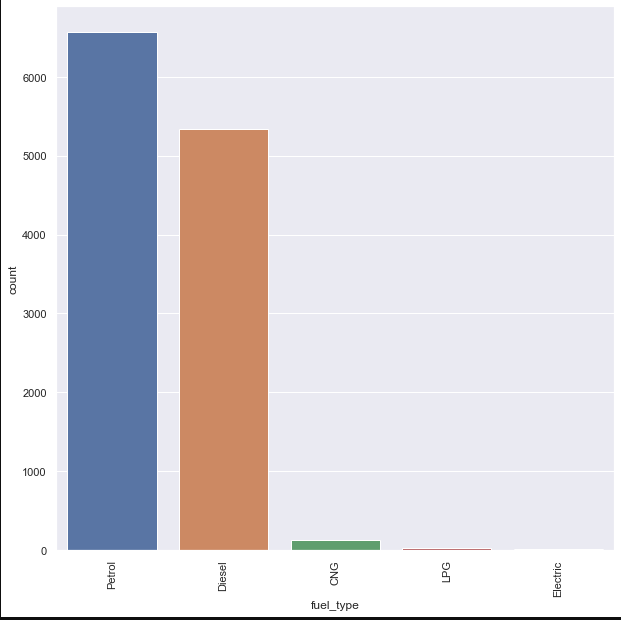 6000
5000
4000
3000
2000
1000
0
count
Petrol
Diesel
CNG
LPG
Electric
fuel_type